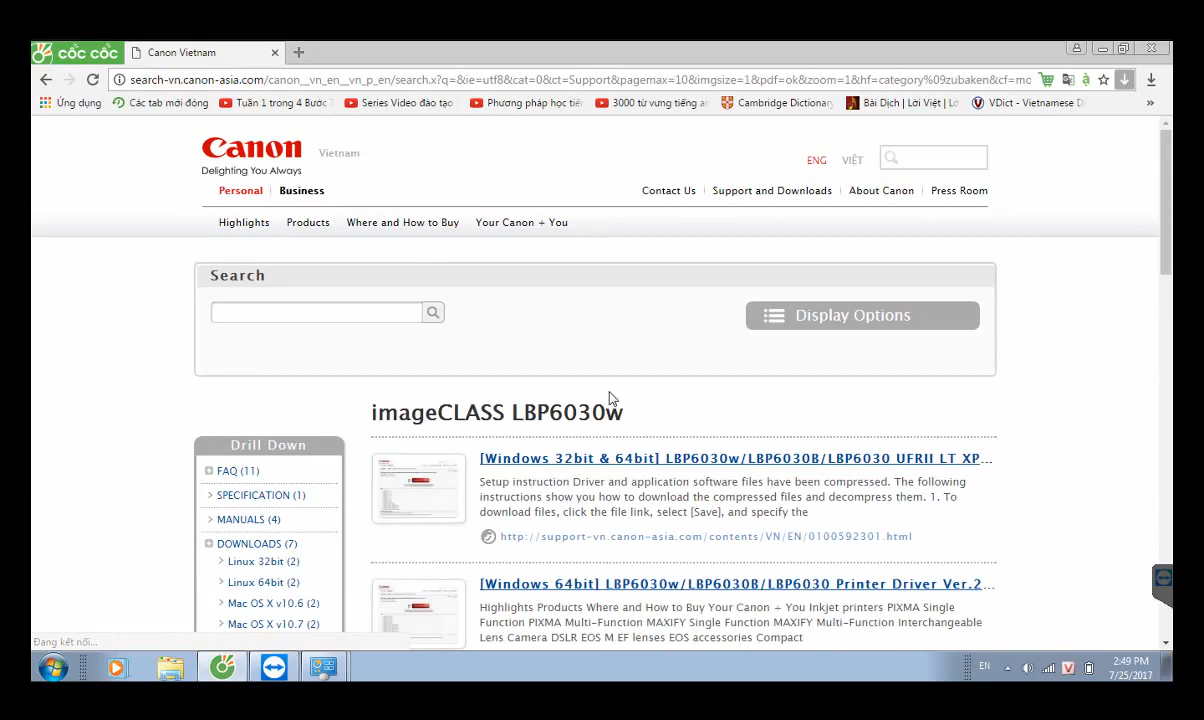 cốc cốc
Canon Vietnam
search-vn.canon-asia.com/canon__vn_en__vn_p_en/search.x?q=&ie=utf8&cat=0&ct=Support&pagemax=10&imgsize=1&pdf=ok&zoom=1&hf=category%09zubaken&cf=mo
Ứng dụng Các tab mới đóng Tuần 1 trong 4 Bước Series Video đào tạo Phương pháp học tiế 3000 từ vựng tiếng Cambridge Dictionary Bài Dịch | Lời Việt | Lờ VDict - Vietnamese D
Canon Vietnam
Delighting You Always
ENG VIỆT
Personal Business
Contact Us Support and Downloads About Canon Press Room
Highlights Products Where and How to Buy Your Canon + You
Search
Display Options
imageCLASS LBP6030w
Drill Down
FAQ (11)
SPECIFICATION (1)
MANUALS (4)
DOWNLOADS (7)
Linux 32bit (2)
Linux 64bit (2)
Mac OS X v10.6 (2)
Mac OS X v10.7 (2)
[Windows 32bit & 64bit] LBP6030w/LBP6030B/LBP6030 UFRII LT XP...
Setup instruction Driver and application software files have been compressed. The following
instructions show you how to download the compressed files and decompress them. 1. To
download files, click the file link, select [Save], and specify the
http://support-vn.canon-asia.com/contents/VN/EN/0100592301.html
[Windows 64bit] LBP6030w/LBP6030B/LBP6030 Printer Driver Ver.2...
Highlights Products Where and How to Buy Your Canon + You Inkjet printers PIXMA Single
Function PIXMA Multi-Function MAXIFY Single Function MAXIFY Multi-Function Interchangeable
Lens Camera DSLR EOS M EF lenses EOS accessories Compact
Đang kết nối...
EN
V
2:49 PM
7/25/2017